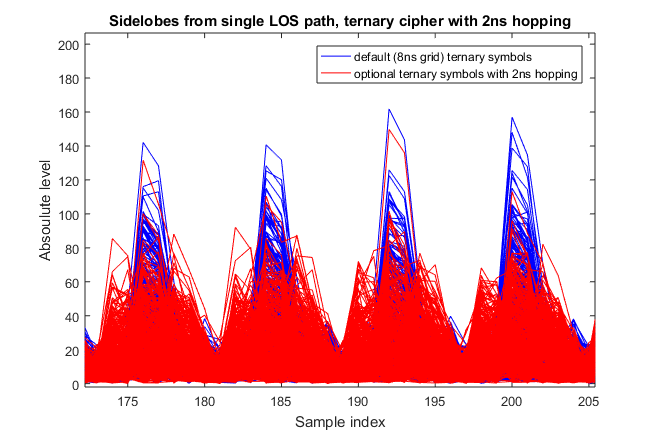 Sidelobes from single LOS path, ternary cipher with 2ns hopping
default (8ns grid) ternary symbols
optional ternary symbols with 2ns hopping
Absoulute level
200
180
160
140
120
100
80
60
40
20
0
175 180 185 190 195 200 205
Sample index